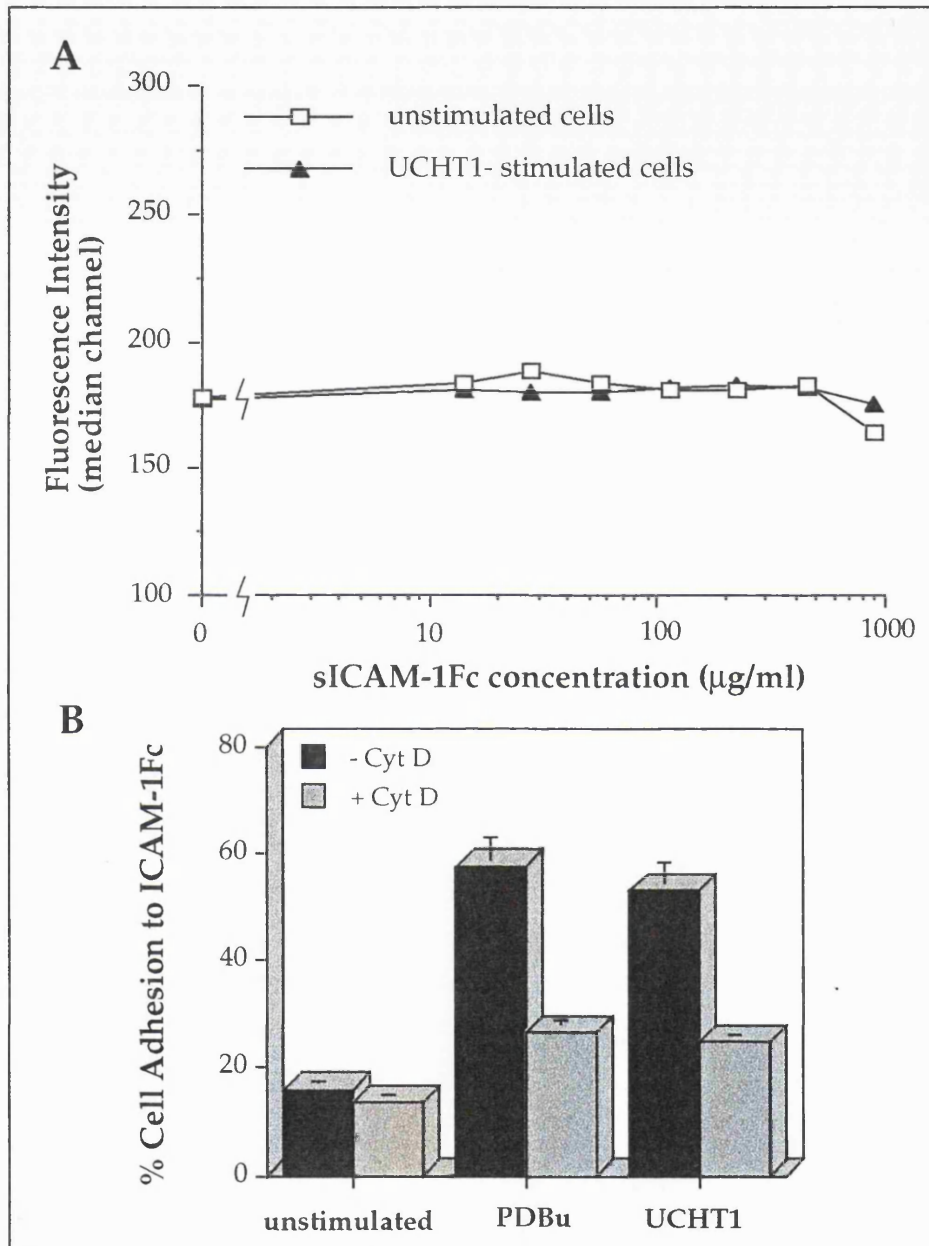 A
300
250
200
150
100
Fluorescence Intensity
(median channel)
unstimulated cells
UCHT1- stimulated cells
0
10
100
1000
sICAM-1Fc concentration (µg/ml)
B
80
60
40
20
0
% Cell Adhesion to ICAM-1Fc
- Cyt D
+ Cyt D
unstimulated
PDBu
UCHT1